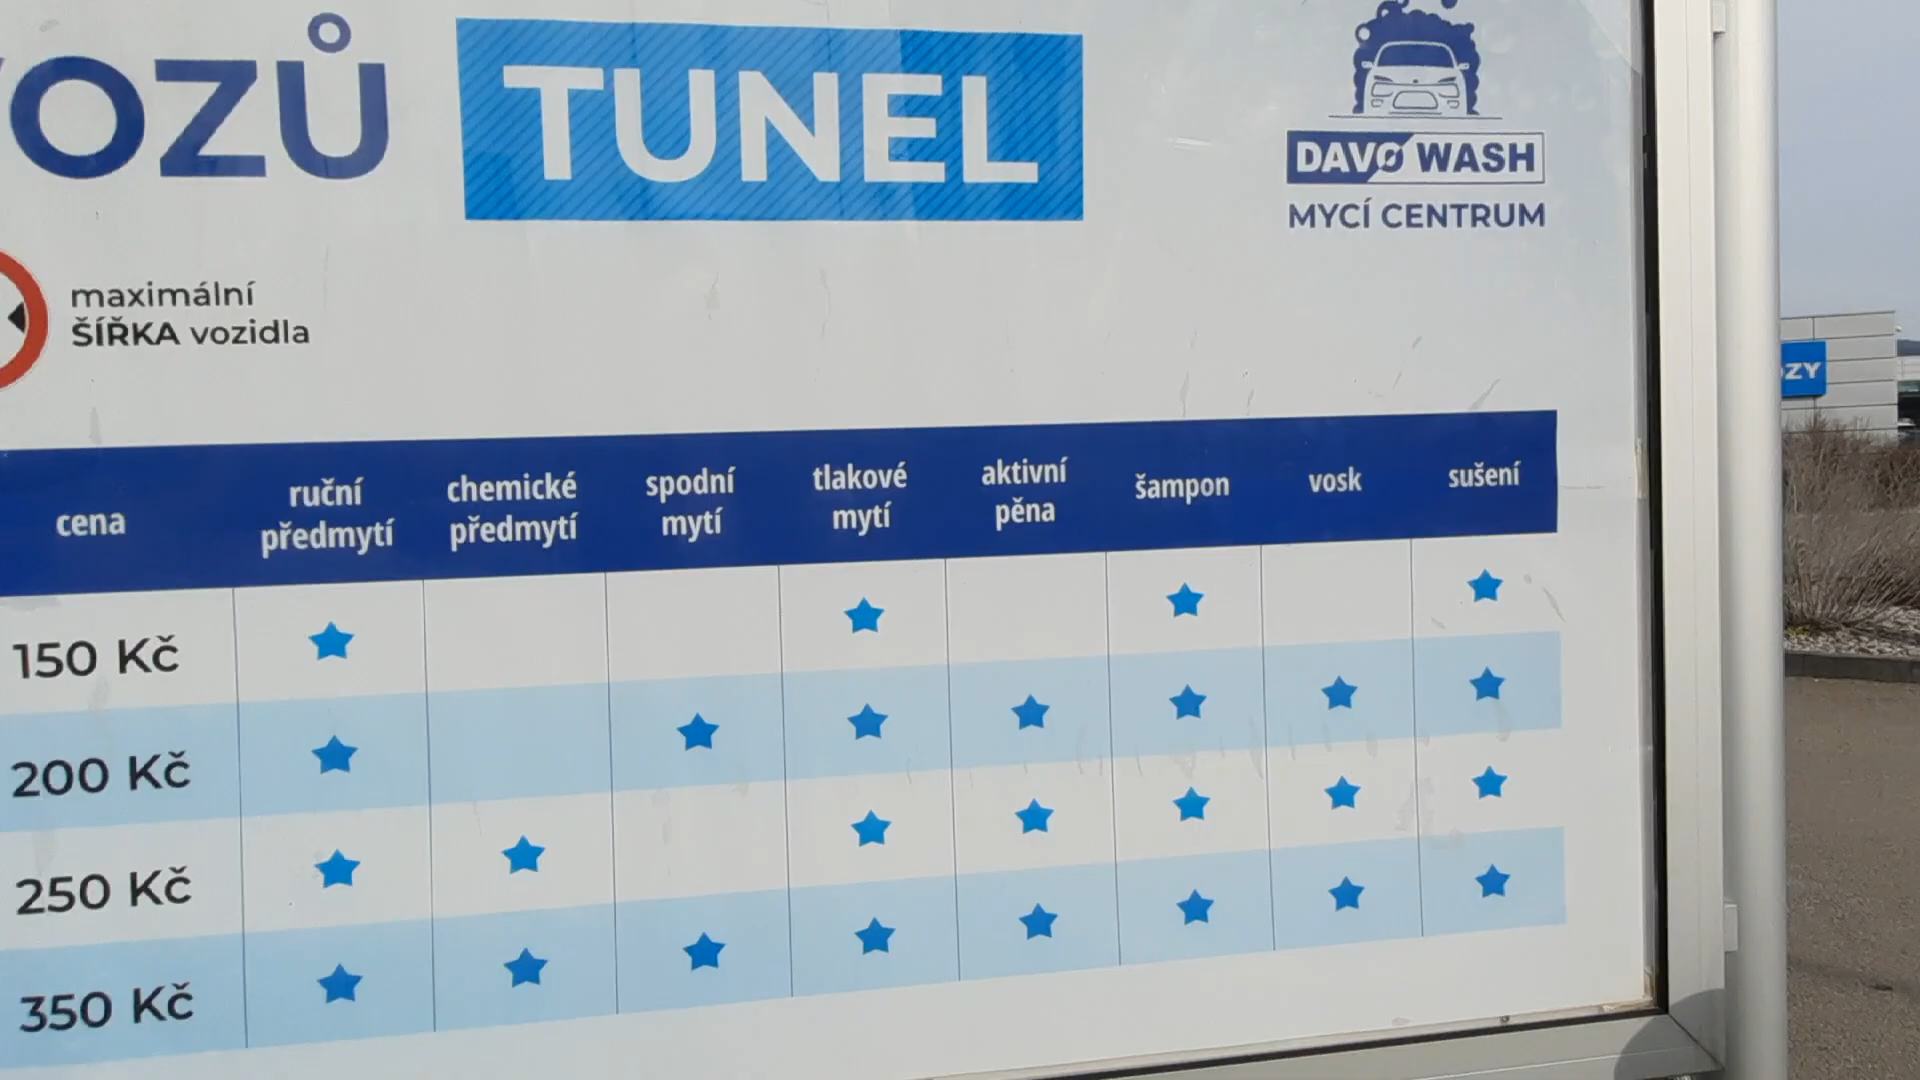 VOZŮ TUNEL
DAVO WASH
MYCÍ CENTRUM
maximální
ŠÍŘKA vozidla
OZY
cena
ruční
předmytí
chemické
předmytí
spodní
mytí
tlakové
mytí
aktivní
pěna
šampon
vosk
sušení
150 Kč
200 Kč
250 Kč
350 Kč